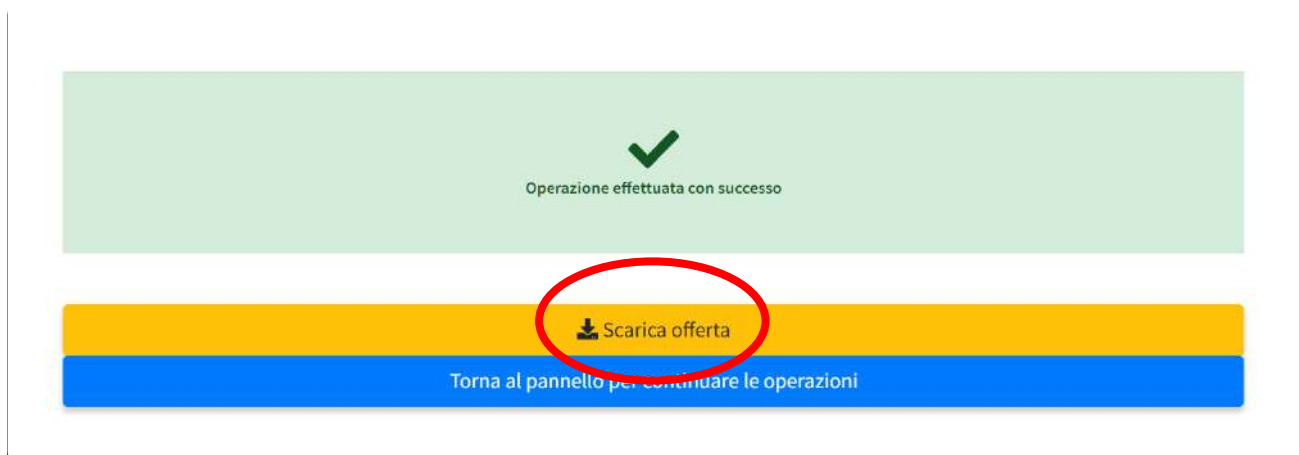 Operazione effettuata con successo
Scarica offerta
Torna al pannello per continuare le operazioni